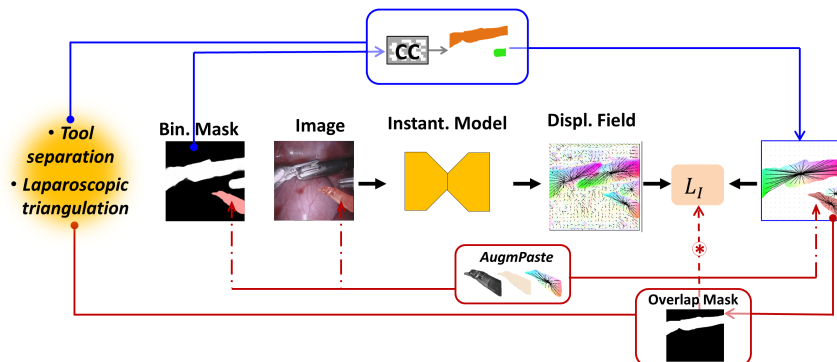 CC
• Tool
separation
• Laparoscopic
triangulation
Bin. Mask
Image
Instant. Model
Displ. Field
L_I
AugmPaste
*
Overlap Mask